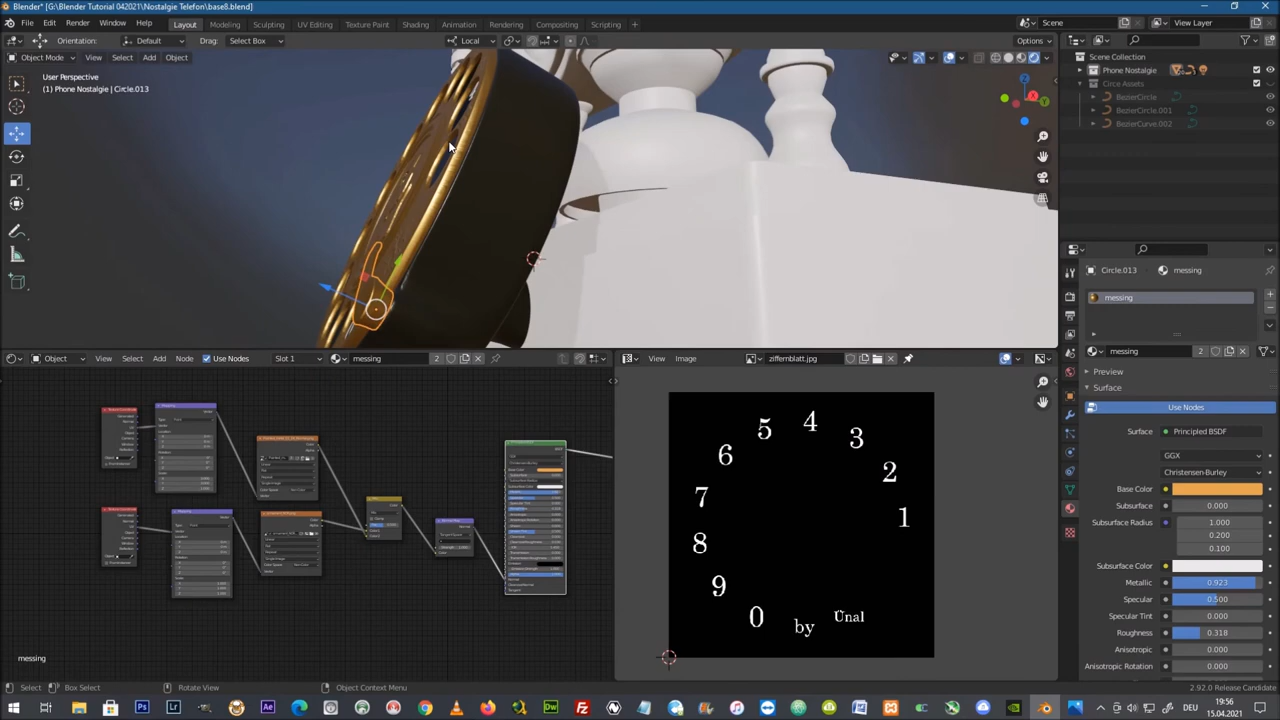 Blender* [G:\Blender Tutorial 042021\Nostalgie Telefon\base8.blend]
File Edit Render Window Help Layout Modeling Sculpting UV Editing Texture Paint Shading Animation Rendering Compositing Scripting Scene View Layer
Orientation: Default Drag: Select Box Local Options
Object Mode View Select Add Object
User Perspective
(1) Phone Nostalgie | Circle.013
Scene Collection
Phone Nostalgie
Circe Assets
BezierCircle
BezierCircle.001
BezierCurve.002
Circle.013 messing
messing
messing 2
Preview
Surface
Use Nodes
Surface Principled BSDF
GGX
Christensen-Burley
Base Color
Subsurface 0.000
Subsurface Radius 1.000
0.200
0.100
Subsurface Color
Metallic 0.923
Specular 0.500
Specular Tint 0.000
Roughness 0.318
Anisotropic 0.000
Anisotropic Rotation 0.000
Object View Select Add Node Use Nodes Slot 1 messing 2
messing
View Image ziffernblatt.jpg
5 4 3
6 2
7 1
8
9
0 by Ünal
Select Box Select Rotate View Object Context Menu 2.92.0 Release Candidate
19:56
15.04.2021